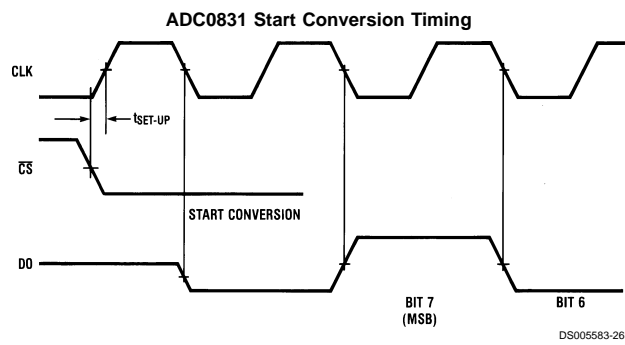 ADC0831 Start Conversion Timing
CLK
tSET-UP
CS
START CONVERSION
DO
BIT 7
(MSB)
BIT 6
DS005583-26